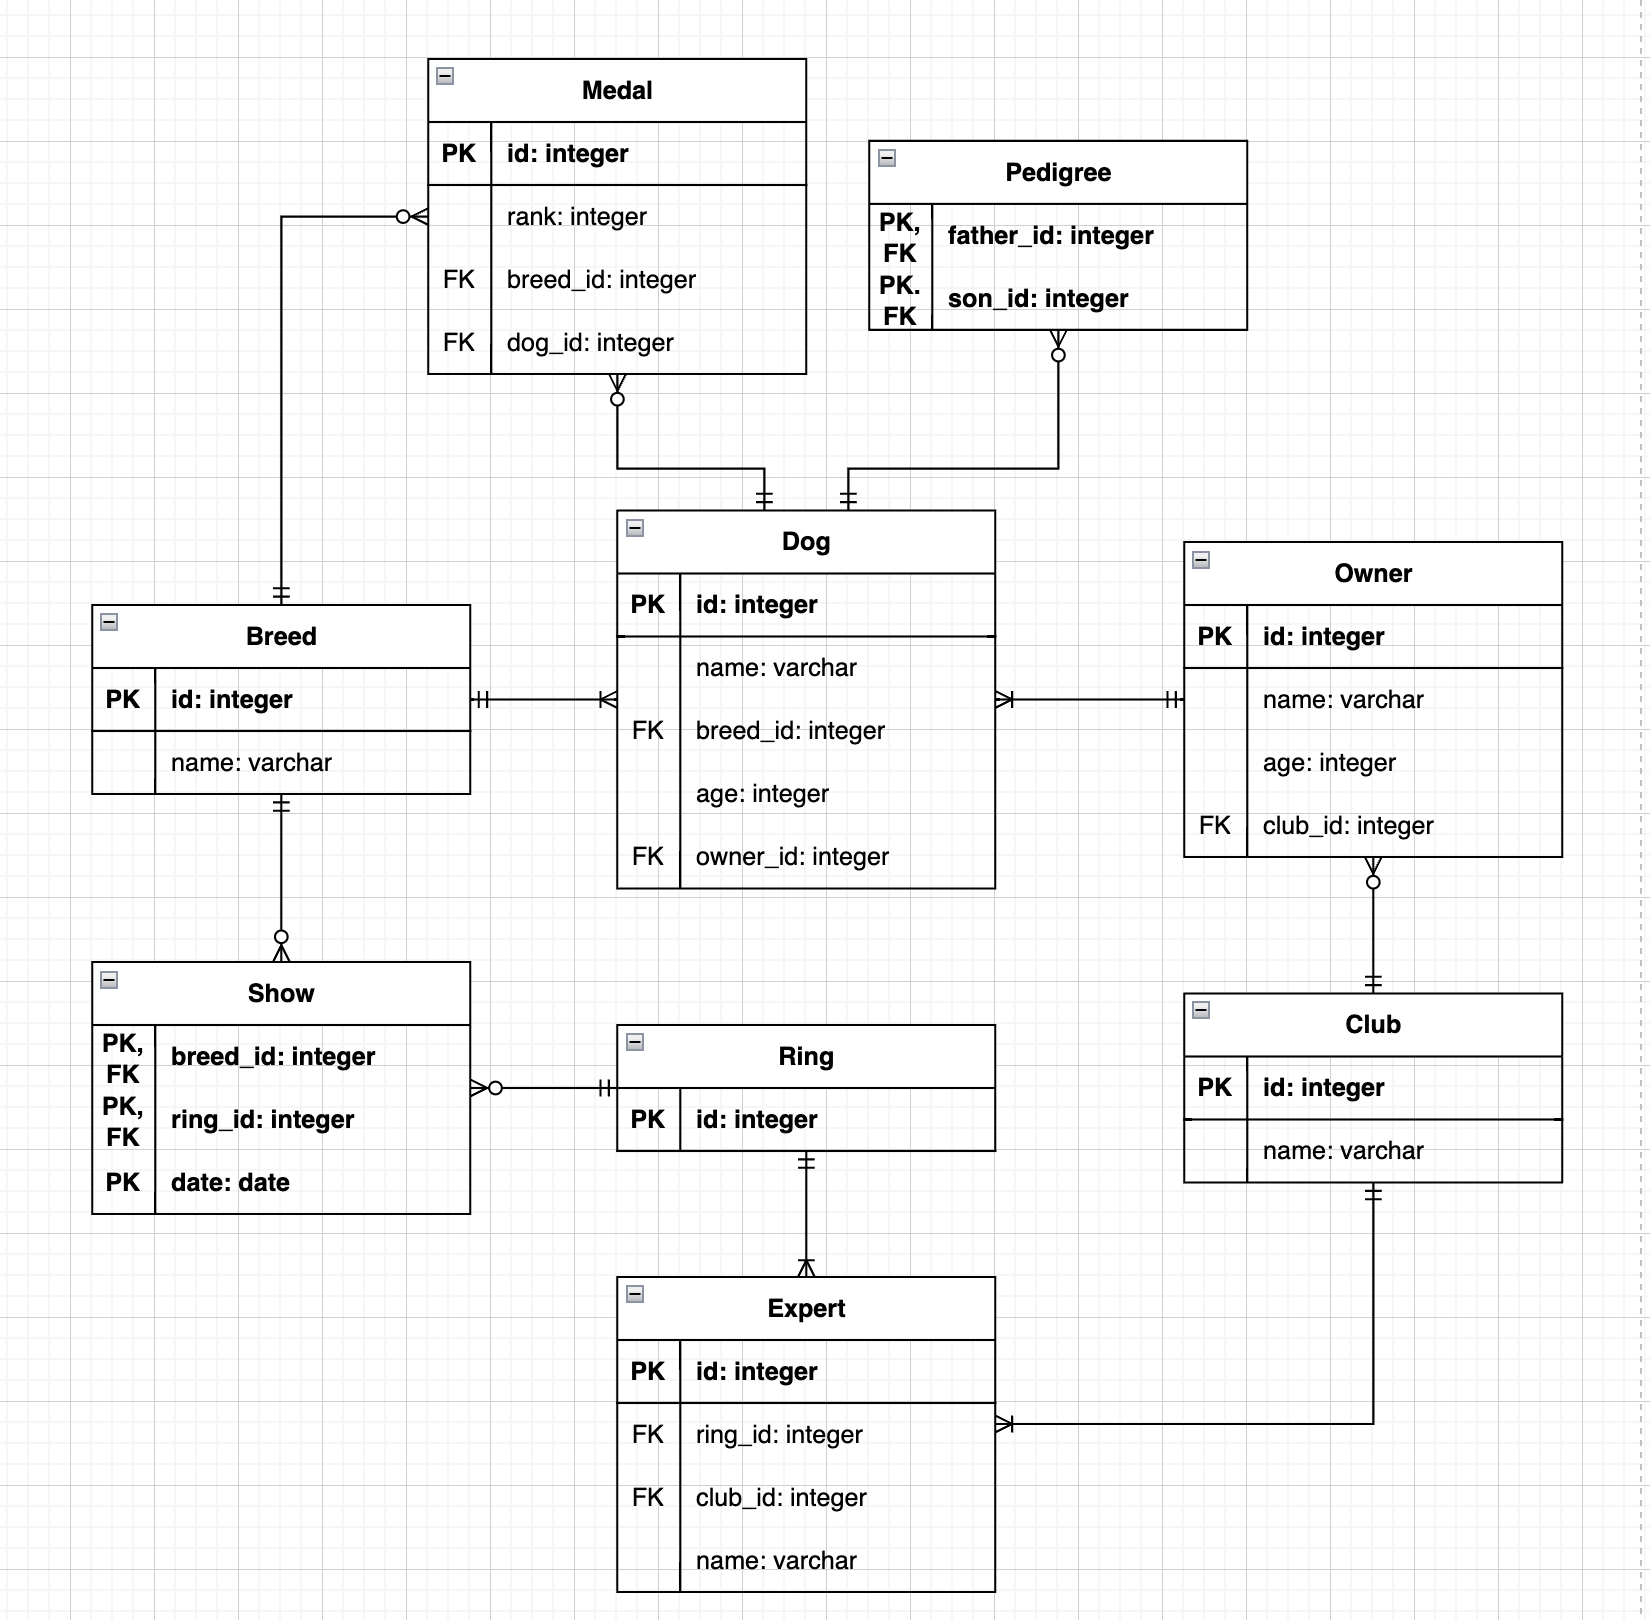 Medal
PK id: integer
rank: integer
FK breed_id: integer
FK dog_id: integer
Pedigree
PK,
FK
father_id: integer
PK.
FK
son_id: integer
Dog
PK id: integer
name: varchar
FK breed_id: integer
age: integer
FK owner_id: integer
Owner
PK id: integer
name: varchar
age: integer
FK club_id: integer
Breed
PK id: integer
name: varchar
Show
PK,
FK
breed_id: integer
PK,
FK
ring_id: integer
PK date: date
Ring
PK id: integer
Club
PK id: integer
name: varchar
Expert
PK id: integer
FK ring_id: integer
FK club_id: integer
name: varchar